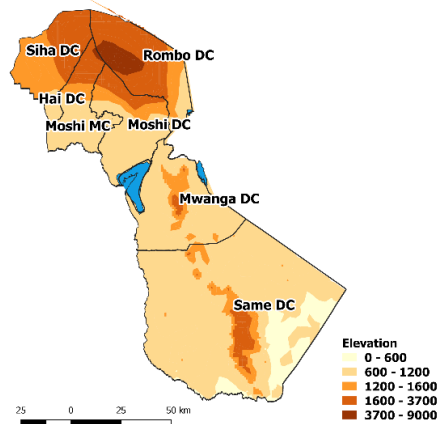 Siha DC
Rombo DC
Hai DC
Moshi MC
Moshi DC
Mwanga DC
Same DC
Elevation
0 - 600
600 - 1200
1200 - 1600
1600 - 3700
3700 - 9000
25 0 25 50 km